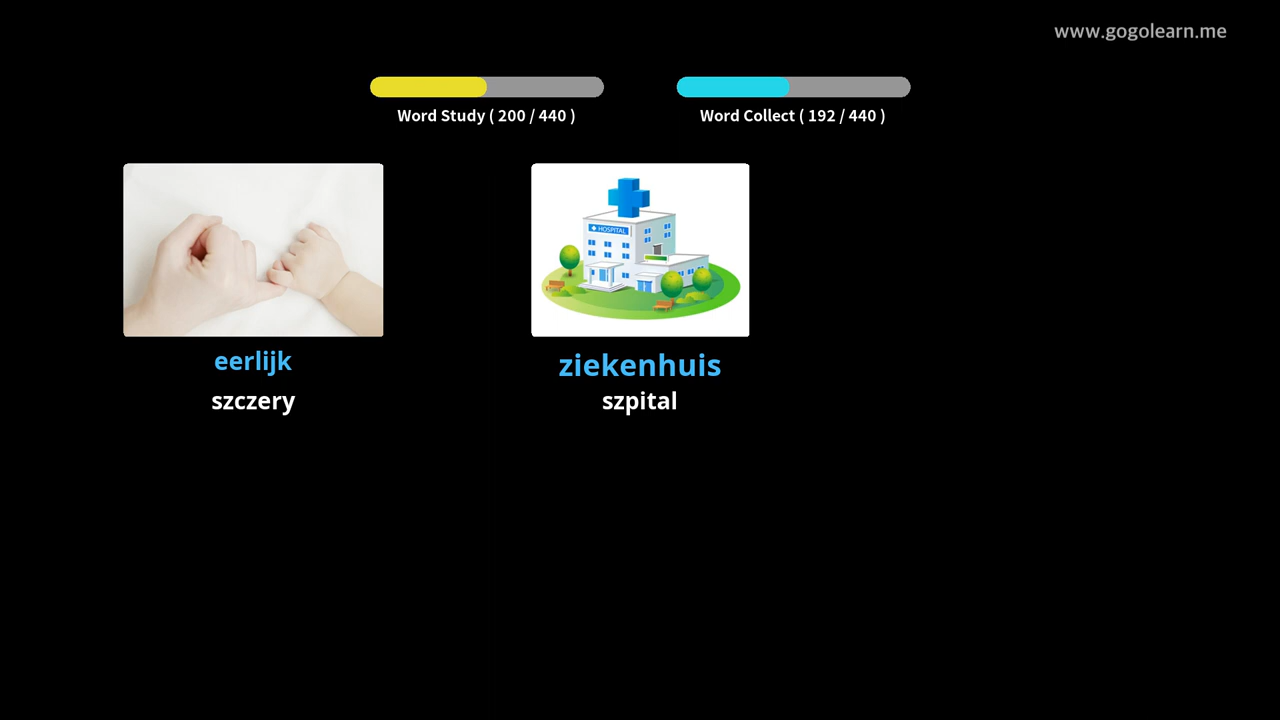 www.gogolearn.me
Word Study ( 200 / 440 )
Word Collect ( 192 / 440 )
HOSPITAL
eerlijk
szczery
ziekenhuis
szpital